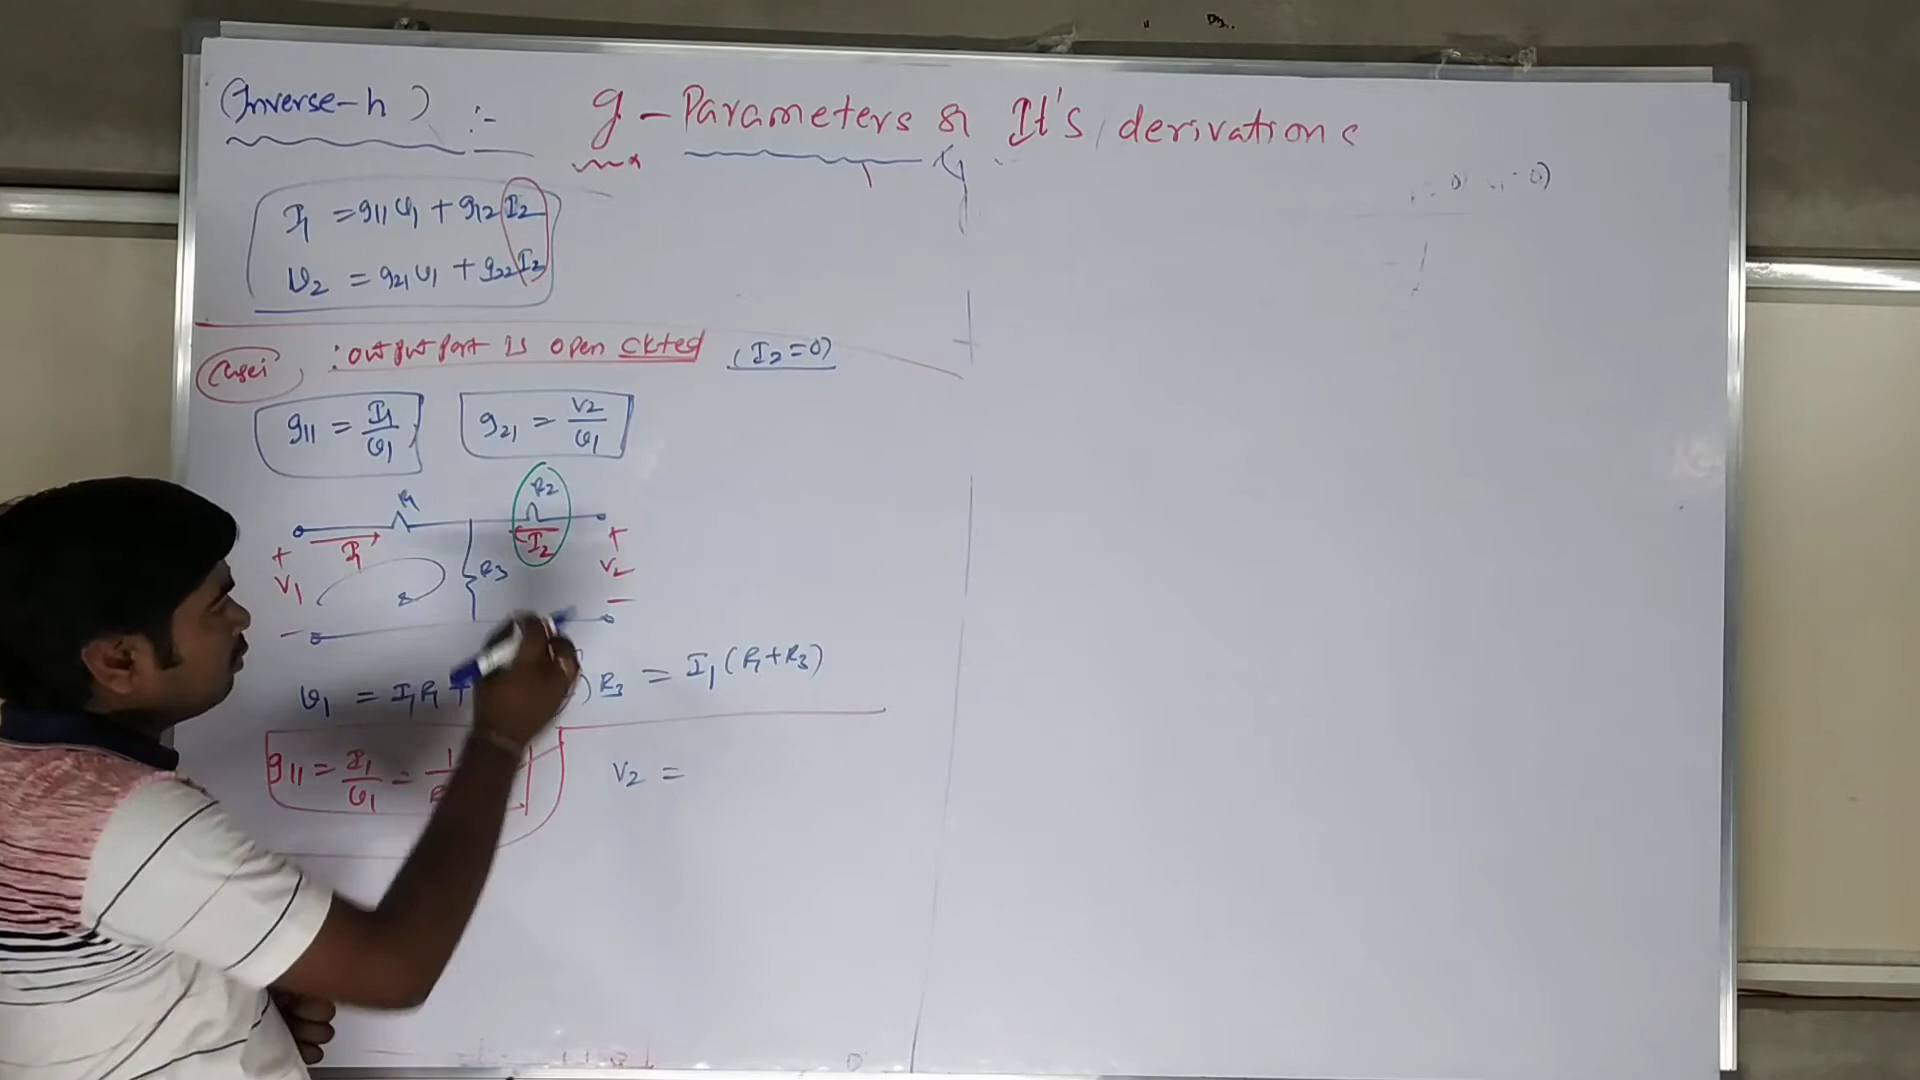 (Inverse-h) :- g-Parameters & It's derivations
I1 = g11 V1 + g12 I2
V2 = g21 V1 + g22 I2
Case i : output port is open ckted (I2=0)
g11 = I1/V1 g21 = V2/V1
R1 R2
I1 I2
+ V1 - R3 + V2 -
V1 = I1R1 + ) R3 = I1(R1+R3)
g11 = I1/V1 = 1/ V2 =